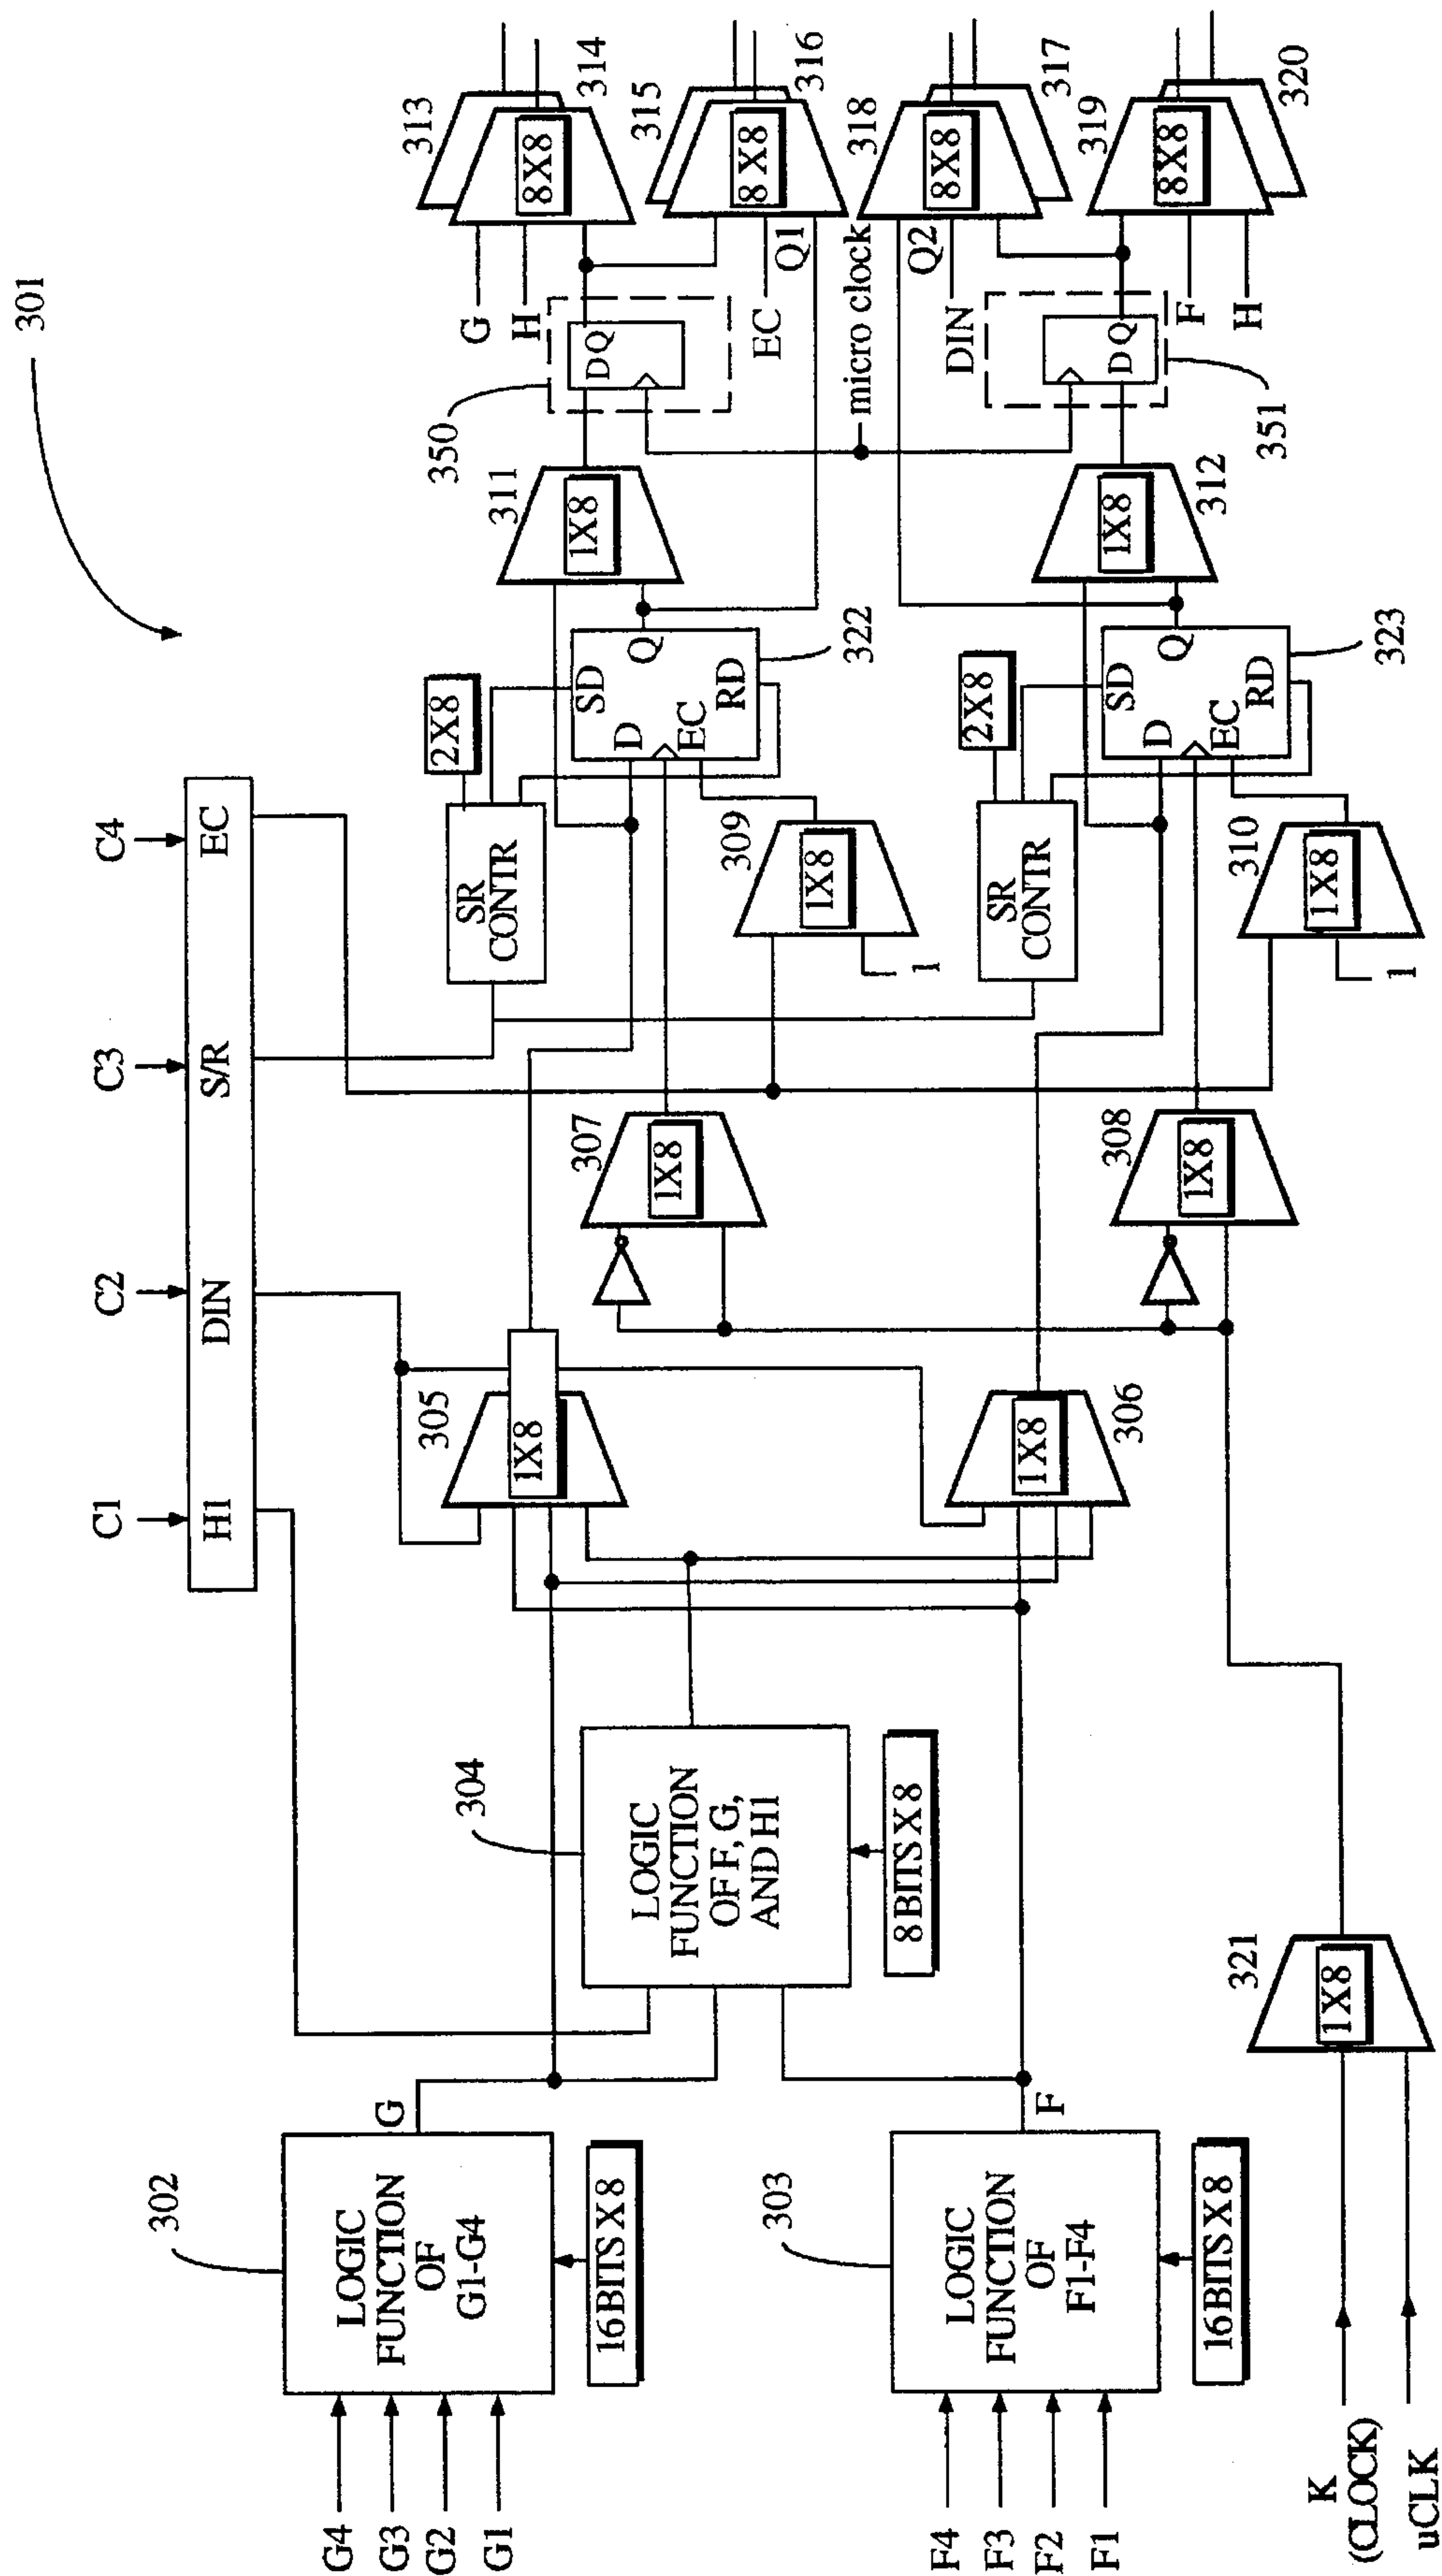 301
C1
C2
C3
C4
H1
DIN
S/R
EC
302
LOGIC
FUNCTION
OF
G1-G4
G4
G3
G2
G1
G
16 BITS X 8
303
LOGIC
FUNCTION
OF
F1-F4
F4
F3
F2
F1
F
16 BITS X 8
304
LOGIC
FUNCTION
OF F, G,
AND H1
8 BITS X 8
K
(CLOCK)
uCLK
321
1X8
305
1X8
306
1X8
307
1X8
308
1X8
SR
CONTR
2X8
309
1X8
1
SD
D
Q
EC
RD
322
SR
CONTR
2X8
310
1X8
1
SD
D
Q
EC
RD
323
311
1X8
312
1X8
350
D Q
micro clock
351
D Q
G
H
EC
Q1
Q2
DIN
F
H
313
8X8
314
315
8X8
316
318
8X8
317
319
8X8
320